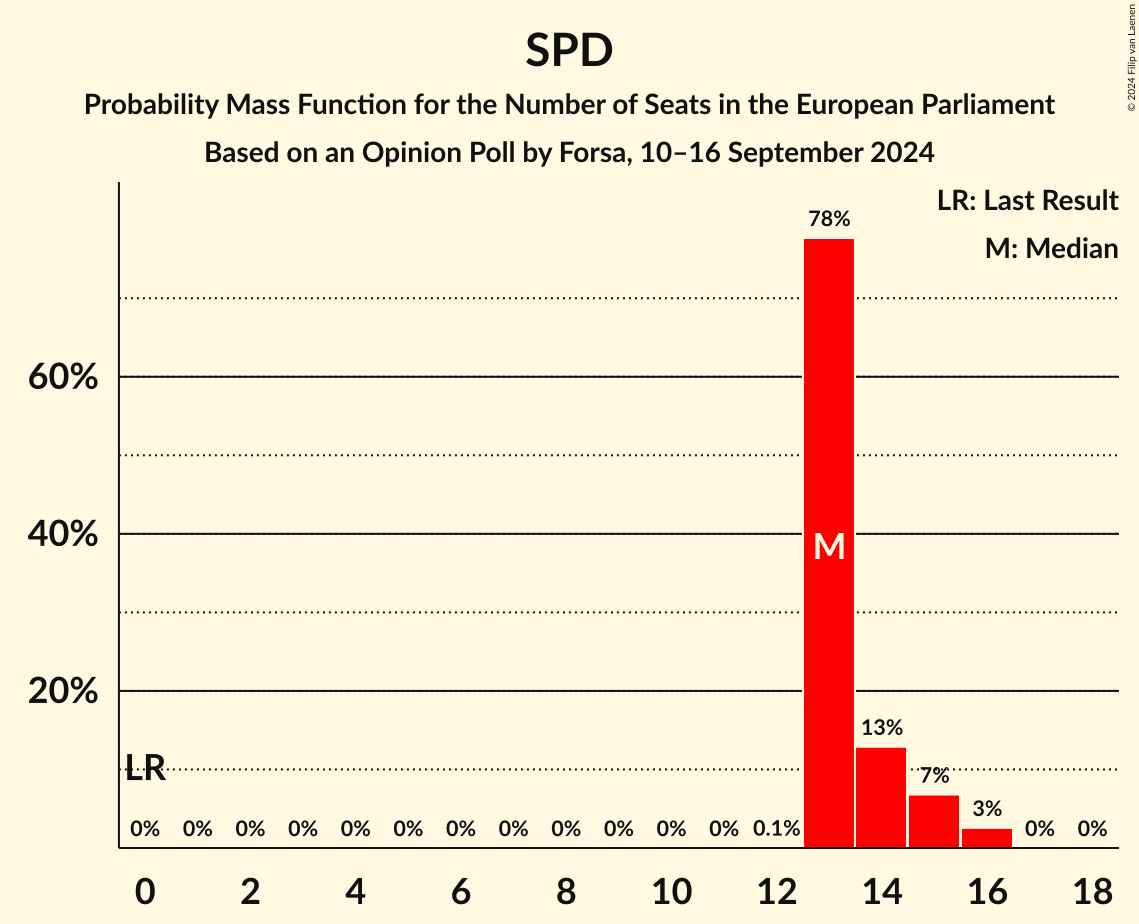 SPD
Probability Mass Function for the Number of Seats in the European Parliament
Based on an Opinion Poll by Forsa, 10–16 September 2024
© 2024 Filip van Laenen
LR: Last Result
M: Median
78%
60%
40%
M
20%
13%
LR
7%
3%
0% 0% 0% 0% 0% 0% 0% 0% 0% 0% 0% 0% 0.1% 0% 0%
0 2 4 6 8 10 12 14 16 18